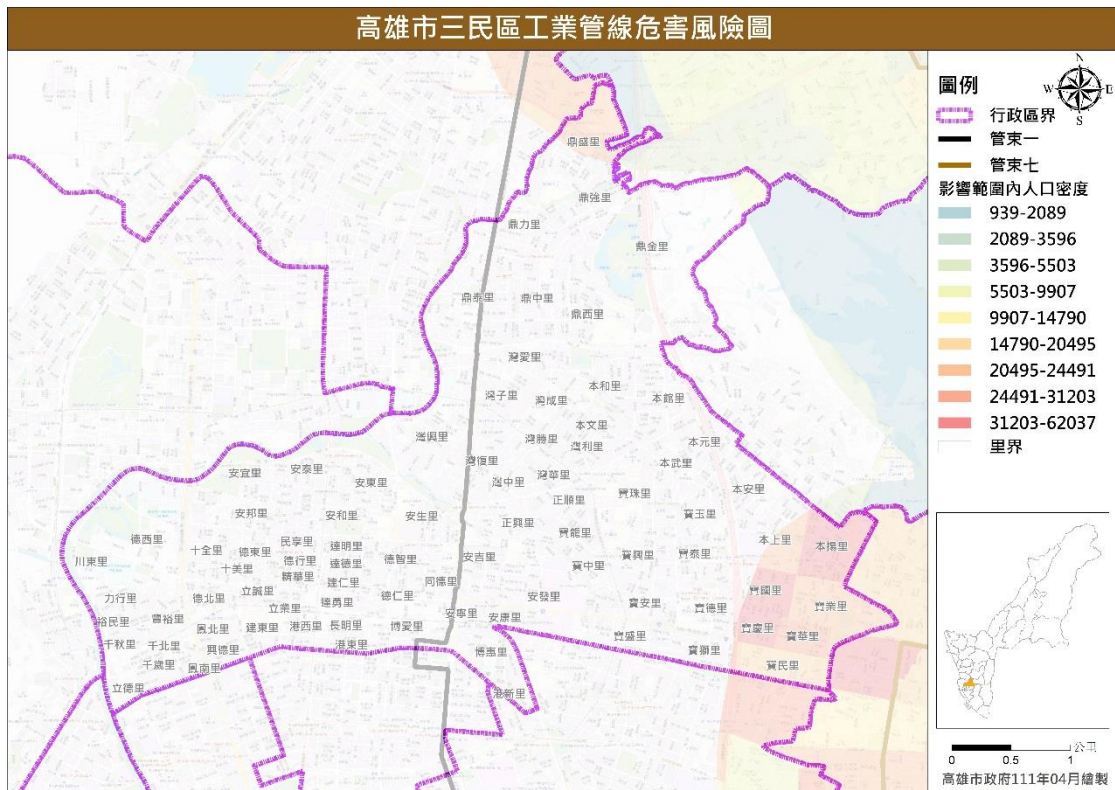 高雄市三民區工業管線危害風險圖
圖例
N
W E
S
行政區界
管束一
管束七
影響範圍內人口密度
939-2089
2089-3596
3596-5503
5503-9907
9907-14790
14790-20495
20495-24491
24491-31203
31203-62037
里界
鼎盛里
鼎強里
鼎力里
鼎金里
鼎泰里 鼎中里
鼎西里
灣愛里
本和里
灣子里 灣成里 本館里
本文里
灣興里 灣勝里 灣利里 本元里
灣復里 本武里
安宜里 安泰里 安東里 灣中里 灣華里 本安里
正順里 寶珠里
安邦里 安和里 安生里 正興里 寶玉里
寶龍里
德西里 十全里 德東里 民享里 達明里 本上里 本揚里
川東里 十美里 德行里 達德里 德智里 安吉里 寶中里 寶興里 寶泰里
精華里 建仁里 同德里
力行里 德北里 立誠里 德仁里 安發里 寶國里
立業里 達勇里 安寧里 安康里 寶安里 寶德里 寶業里
裕民里 豐裕里 鳳北里 建東里 港西里 長明里 博愛里 寶慶里
千秋里 千北里 興德里 港東里 博惠里 寶盛里 寶獅里 寶華里
千歲里 鳳南里 寶民里
立德里 港新里
0 0.5 1 公里
高雄市政府111年04月繪製